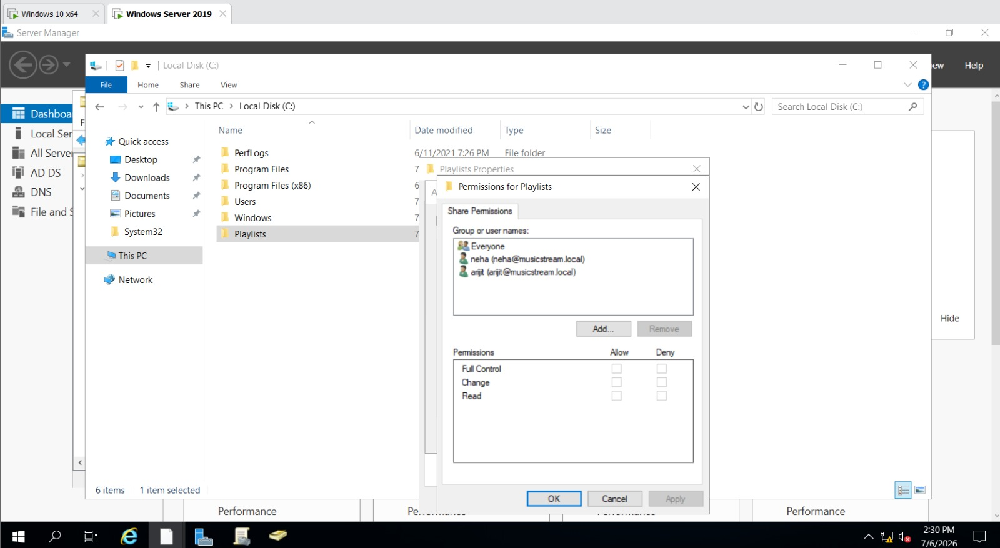 Windows 10 x64
Windows Server 2019
Server Manager
Local Disk (C:)
ew
Help
File
Home
Share
View
This PC
Local Disk (C:)
Search Local Disk (C:)
Dashboa
Local Ser
All Server
AD DS
DNS
File and S
F
Quick access
Desktop
Downloads
Documents
Pictures
System32
This PC
Network
Name
Date modified
Type
Size
PerfLogs
6/11/2021 7:26 PM
File folder
Program Files
7
Program Files (x86)
6
Users
7
Windows
7
Playlists
7
Playlists Properties
A
Permissions for Playlists
Share Permissions
Group or user names:
Everyone
neha (neha@musicstream.local)
arijit (arijit@musicstream.local)
Add...
Remove
Permissions
Allow
Deny
Full Control
Change
Read
OK
Cancel
Apply
Hide
6 items
1 item selected
Performance
Performance
Performance
Performance
2:30 PM
7/6/2026